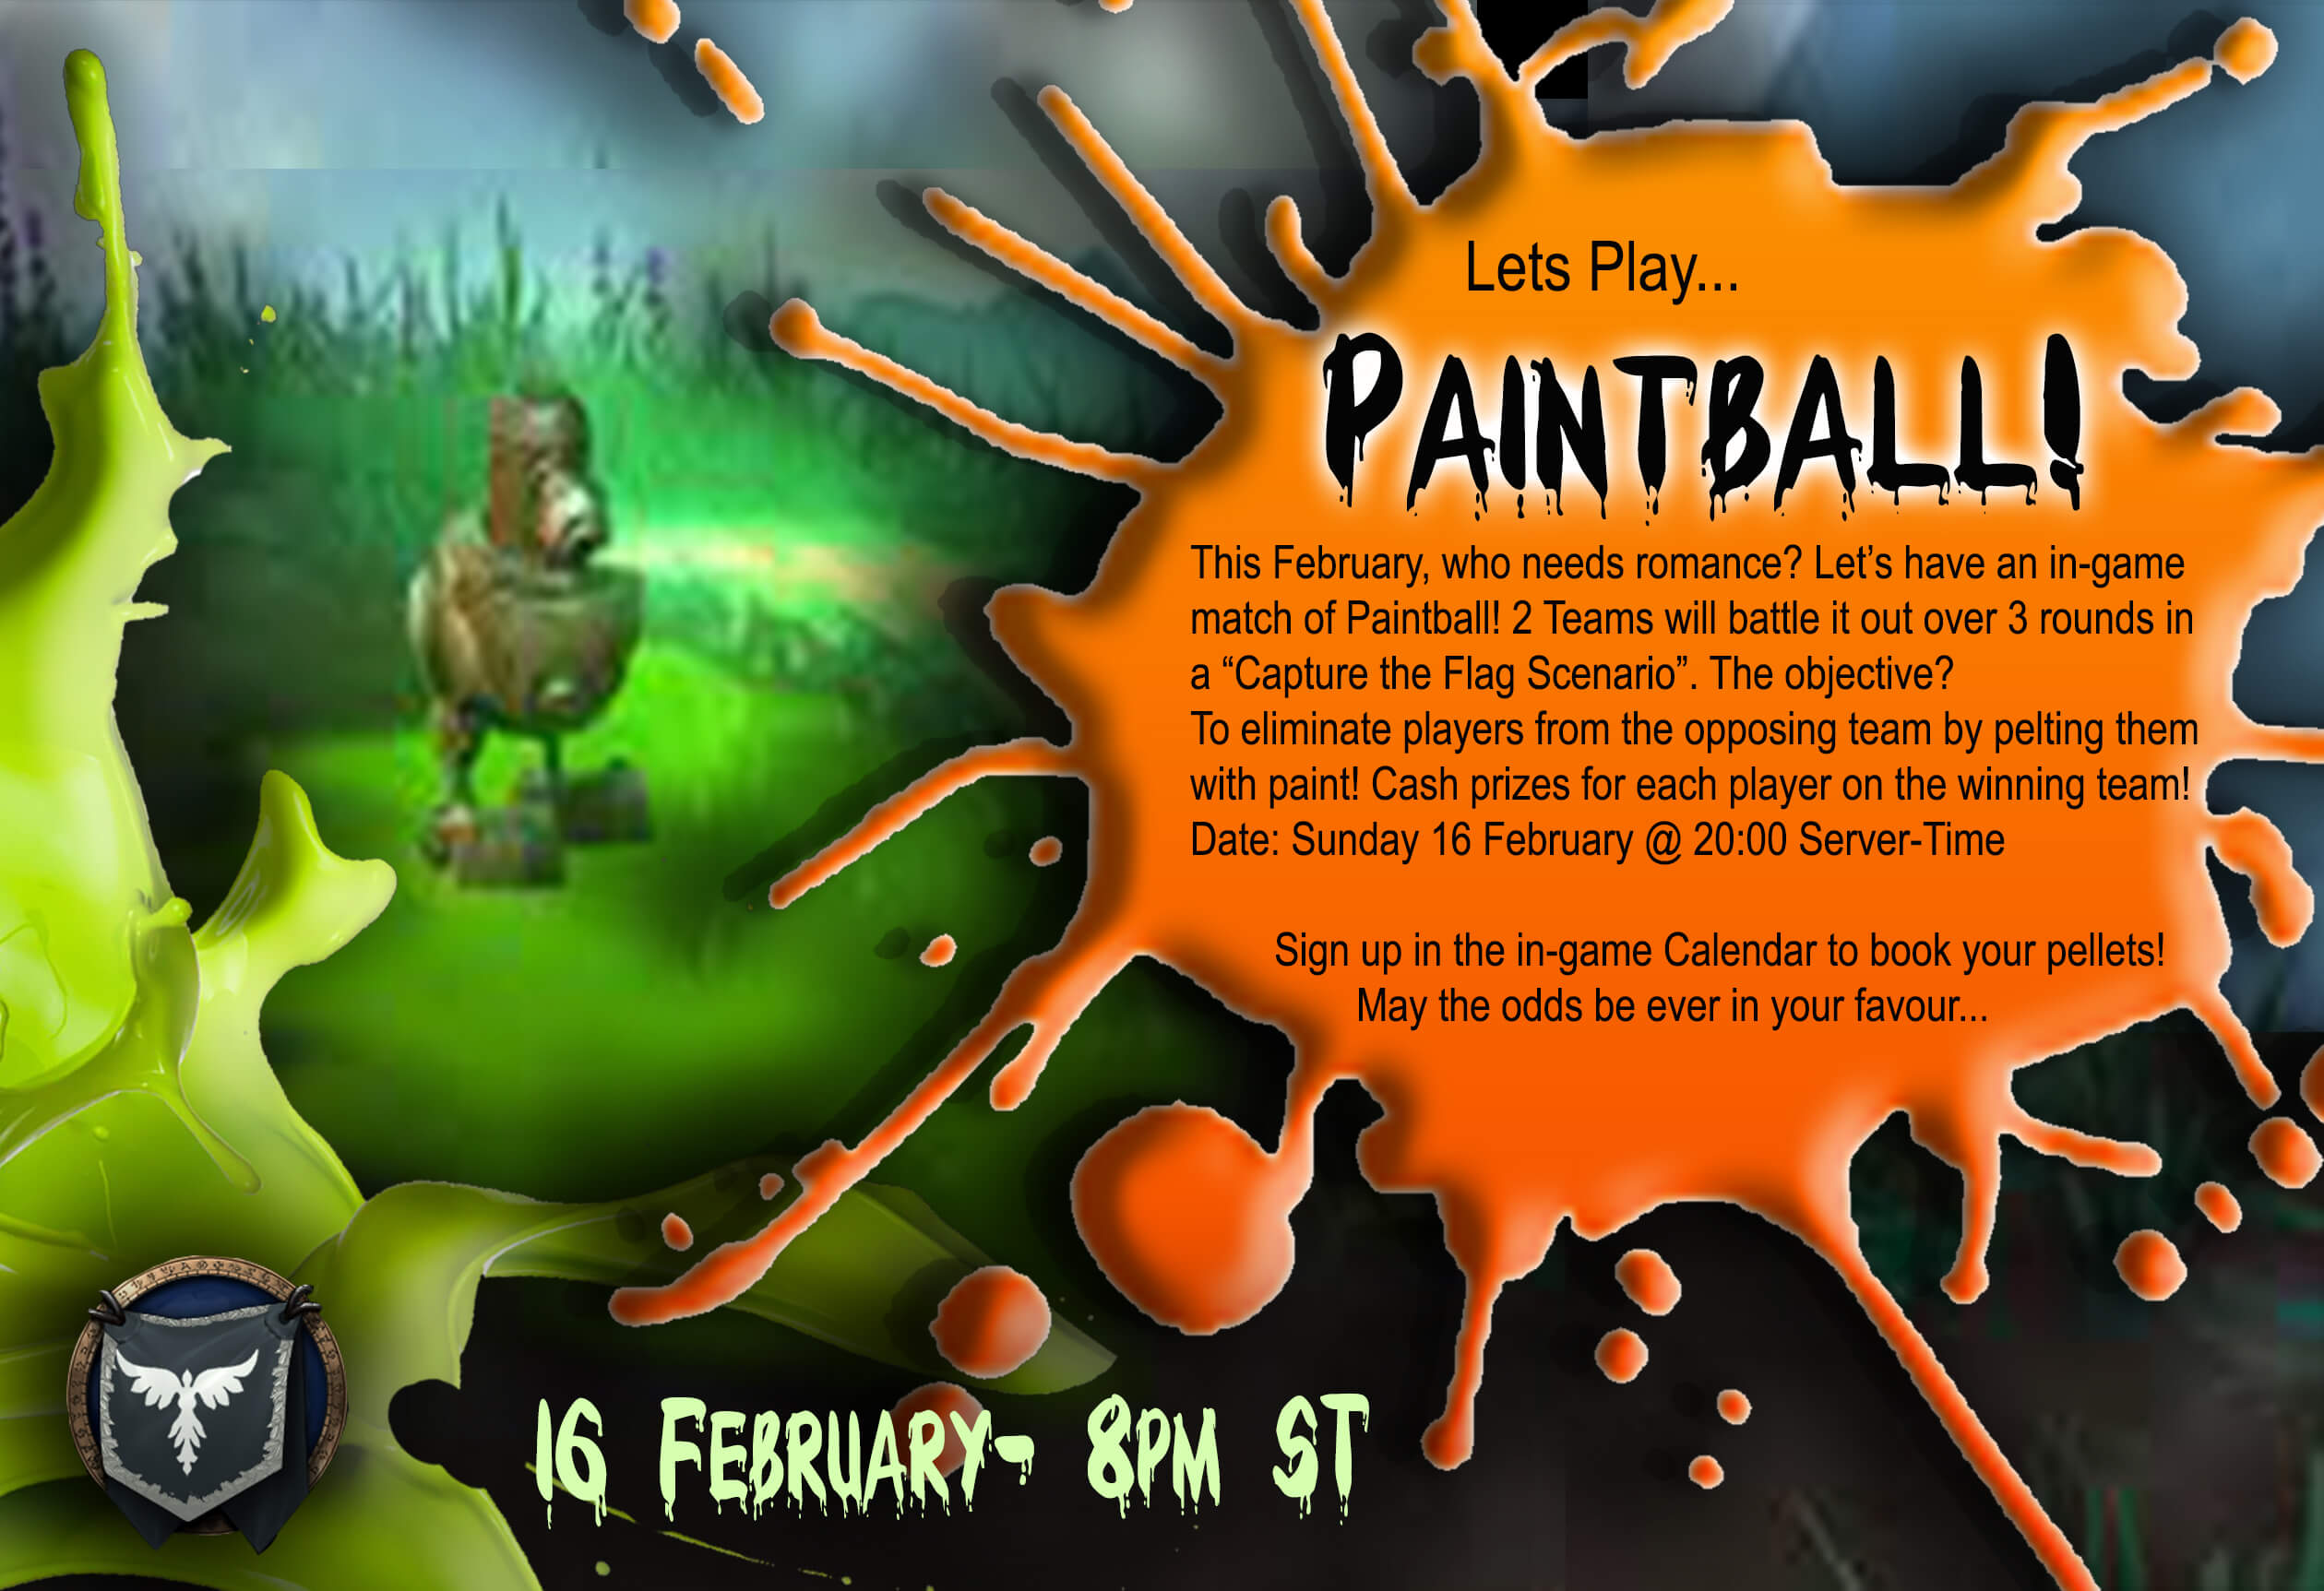 Lets Play...
PAINTBALL!
This February, who needs romance? Let’s have an in-game
match of Paintball! 2 Teams will battle it out over 3 rounds in
a “Capture the Flag Scenario”. The objective?
To eliminate players from the opposing team by pelting them
with paint! Cash prizes for each player on the winning team!
Date: Sunday 16 February @ 20:00 Server-Time
Sign up in the in-game Calendar to book your pellets!
May the odds be ever in your favour...
16 FEBRUARY- 8PM ST